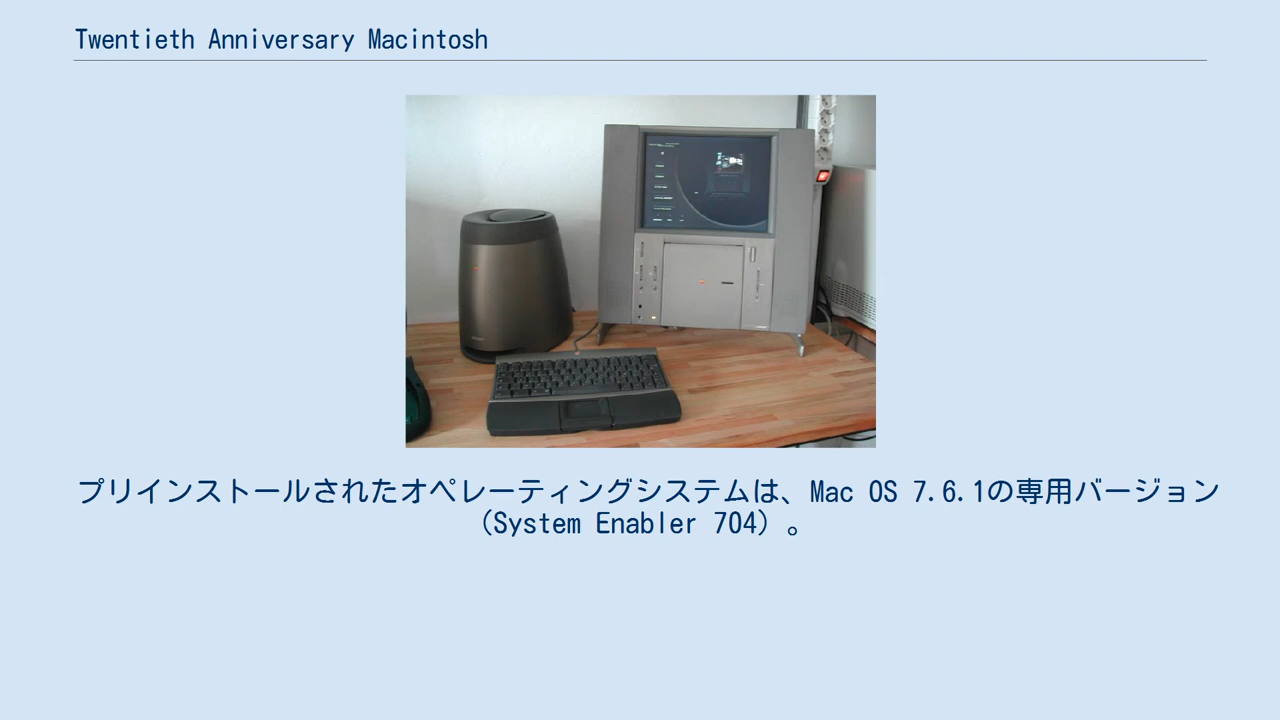 Twentieth Anniversary Macintosh
プリインストールされたオペレーティングシステムは、Mac OS 7.6.1の専用バージョン
（System Enabler 704）。